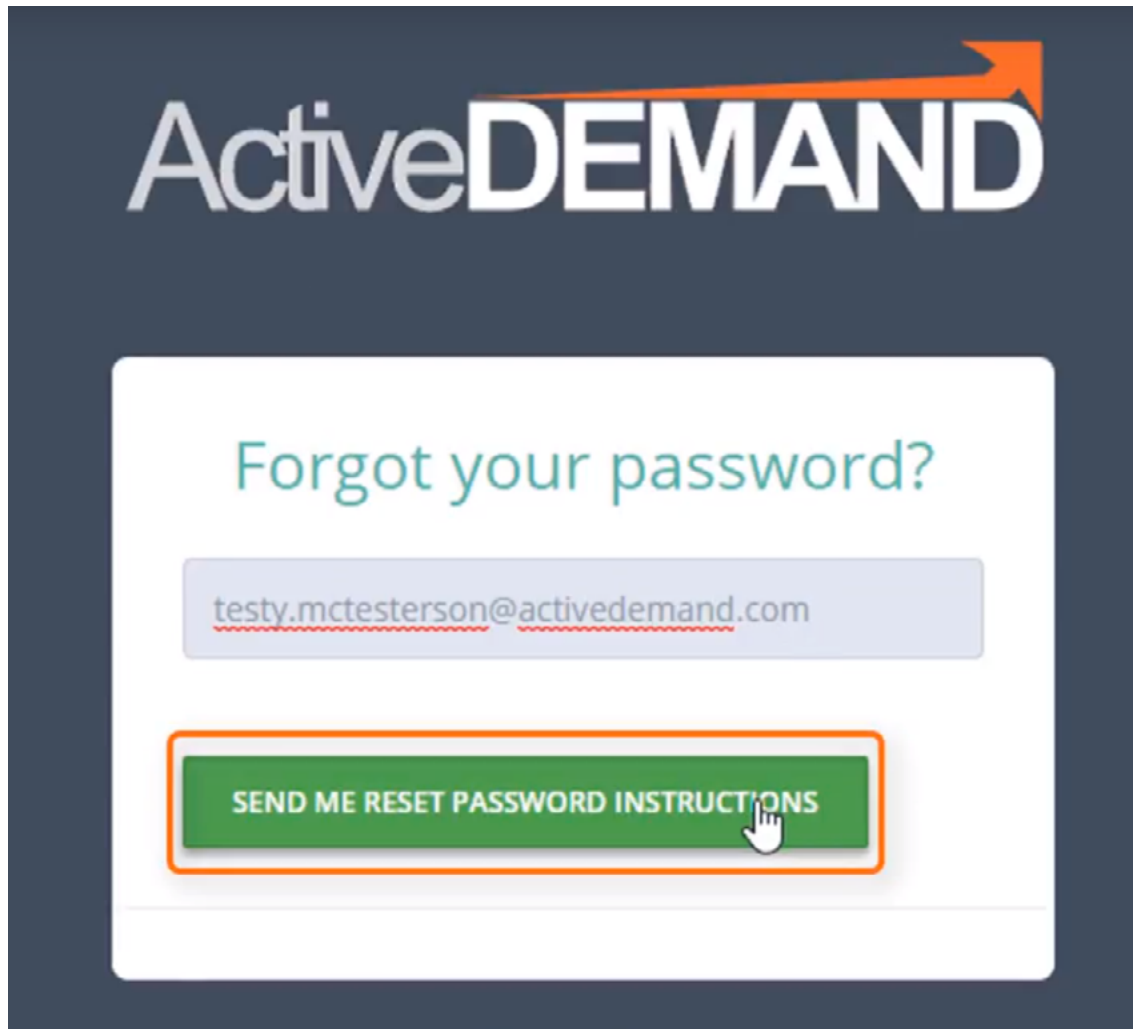 ActiveDEMAND
Forgot your password?
testy.mctesterson@activedemand.com
SEND ME RESET PASSWORD INSTRUCTIONS